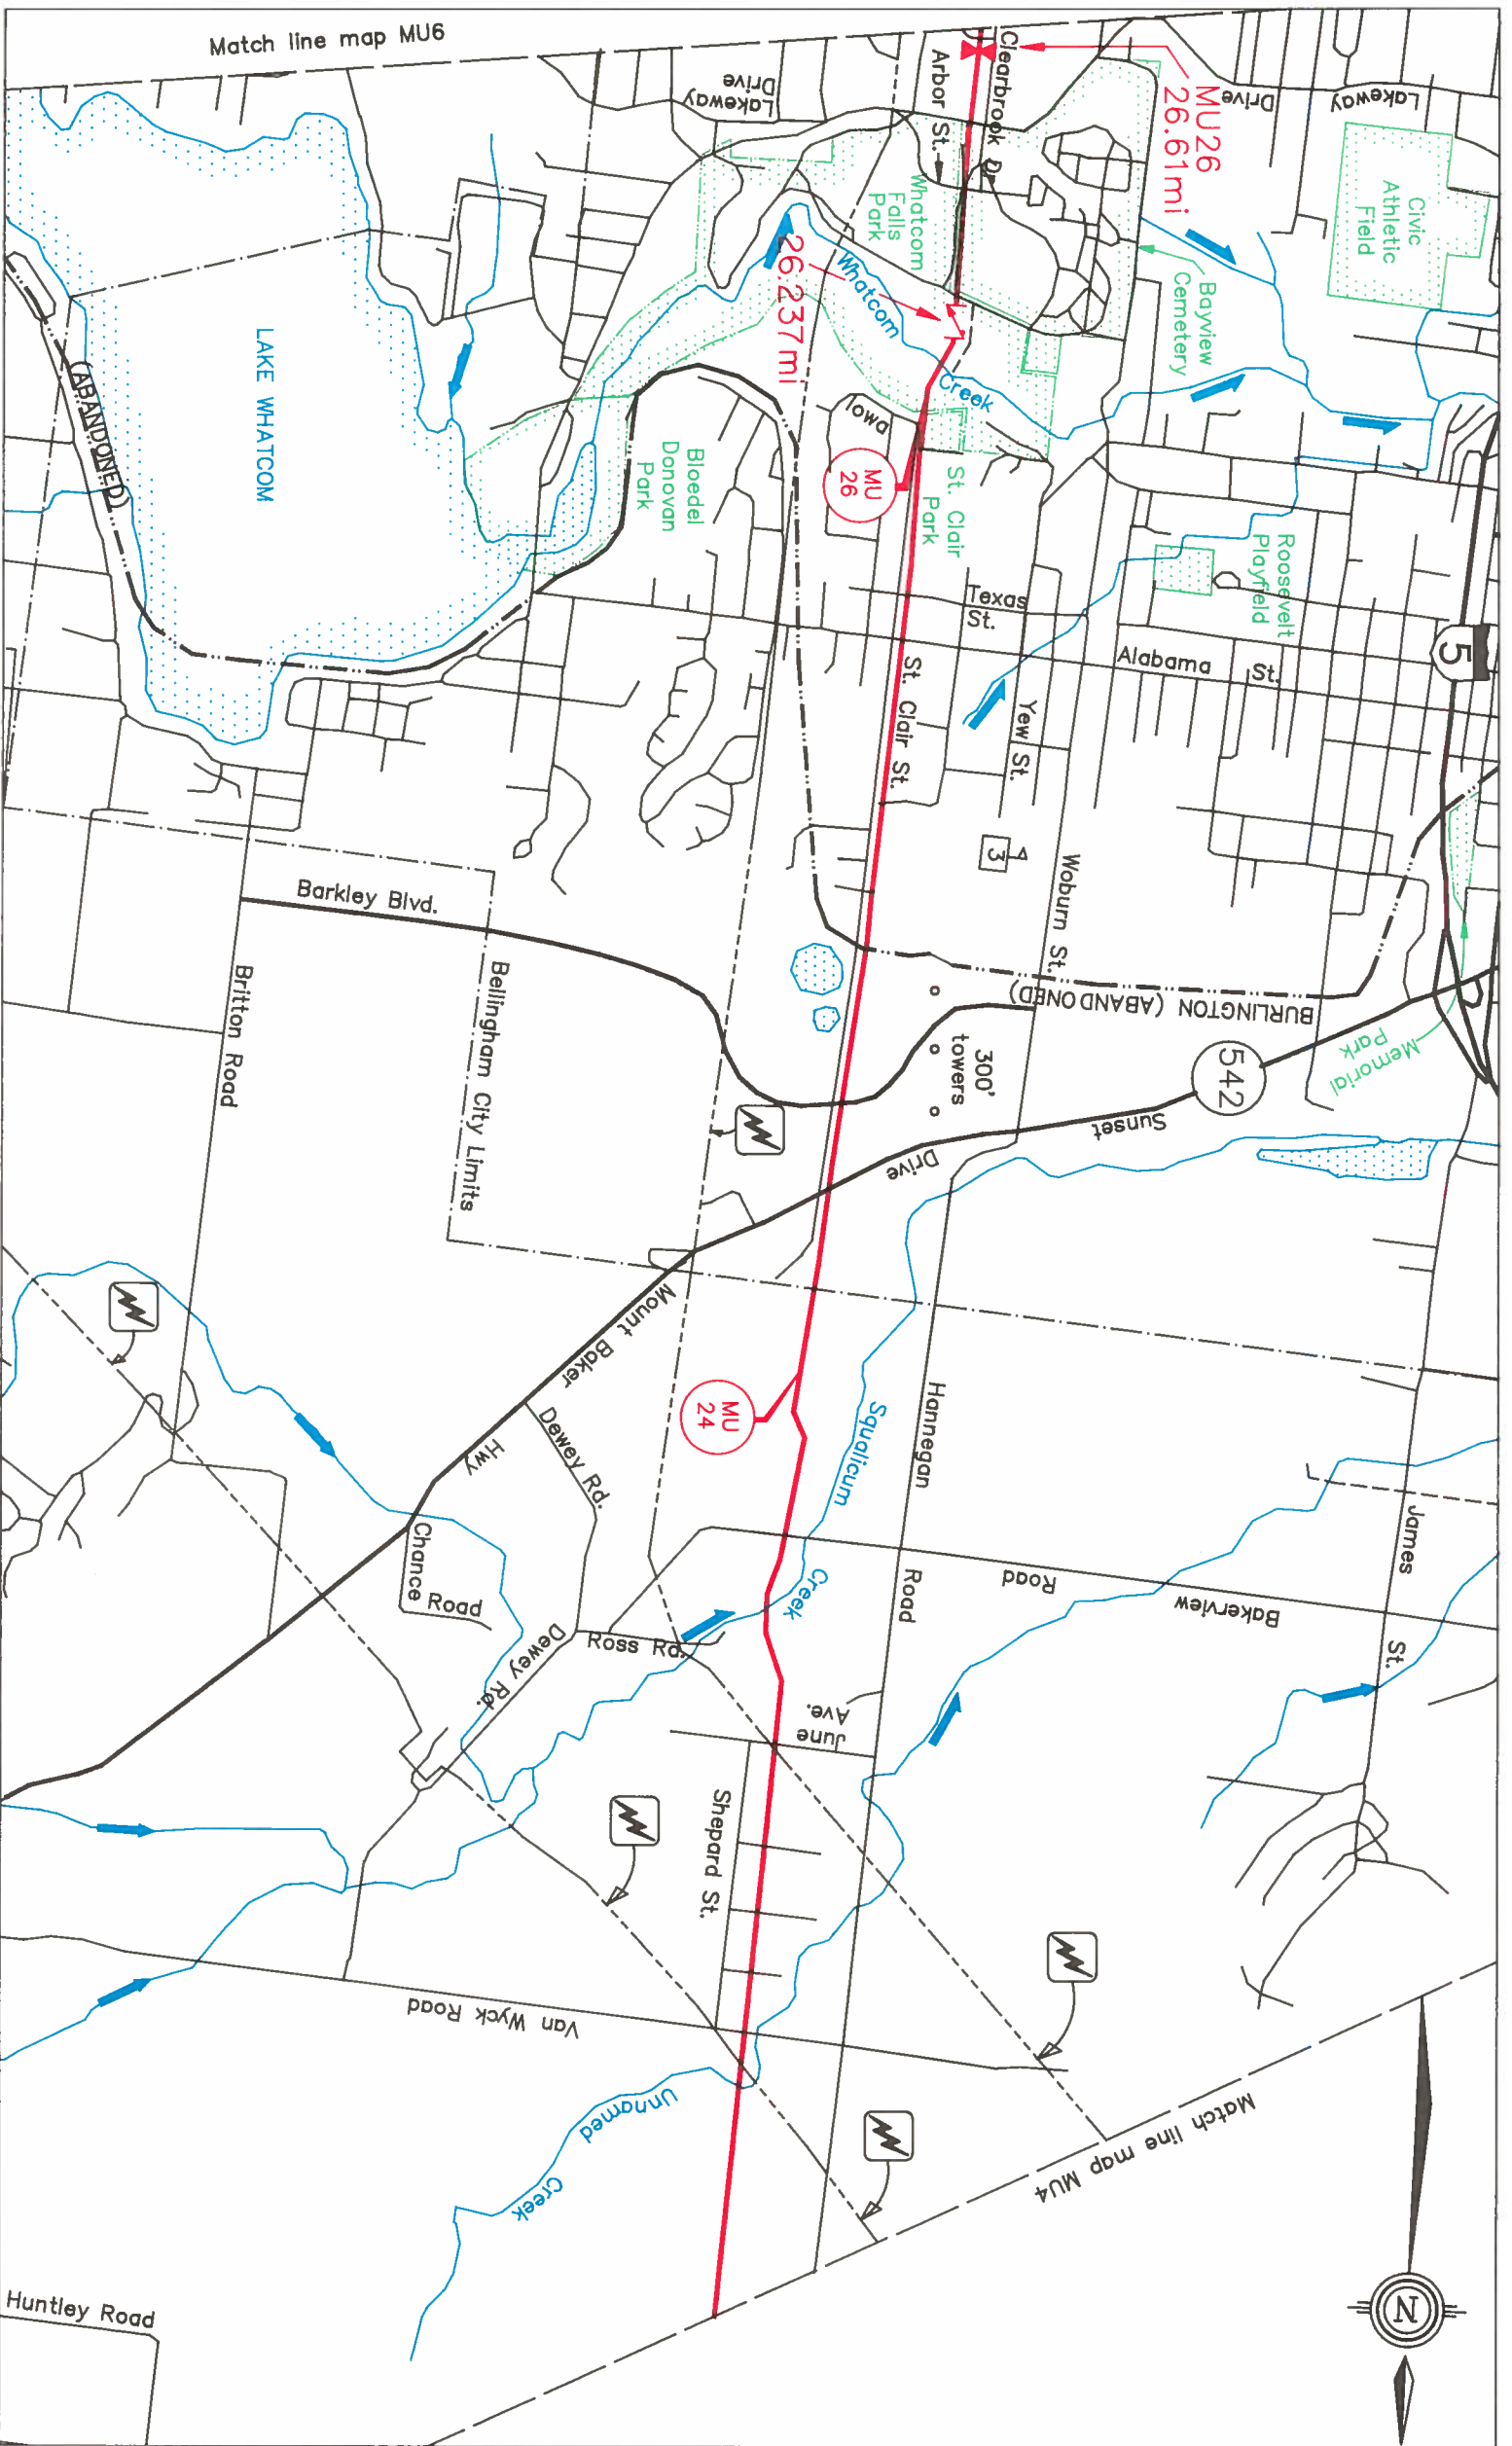 Match line map MU6
Lakeway
Drive
Clearbrook Dr.
Arbor St.
MU26
26.61mi
Lakeway
Drive
Civic
Athletic
Field
Whatcom
Falls
Park
Bayview
Cemetery
26.237mi
Whatcom
Creek
Iowa
MU
26
St. Clair
Park
Bloedel
Donovan
Park
LAKE WHATCOM
(ABANDONED)
Roosevelt
Playfield
Texas
St.
Alabama St.
5
St. Clair St.
Yew St.
3
Woburn St.
Barkley Blvd.
Britton Road
Bellingham City Limits
BURLINGTON (ABANDONED)
300'
towers
Memorial
Park
542
Sunset
Drive
Mount Baker
Hwy
MU
24
Squalicum
Creek
Hannegan
Road
Dewey Rd.
Chance Road
Dewey Rd.
Ross Rd.
Bakerview
Road
James
St.
June
Ave.
Shepard St.
Van Wyck Road
Unnamed
Creek
Match line map MU4
Huntley Road
N